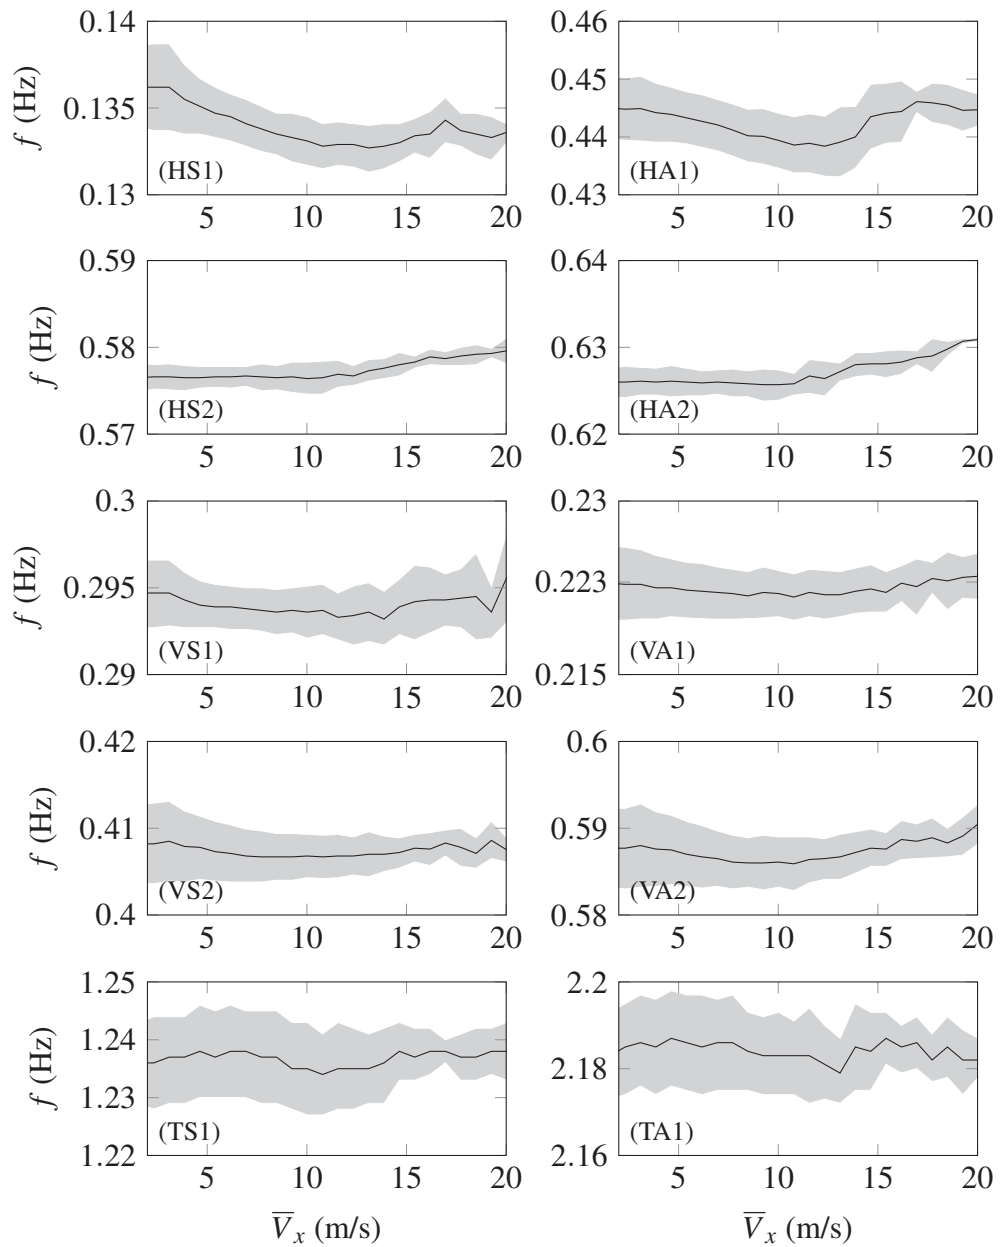 0.14
0.135
0.13
f (Hz)
(HS1)
5 10 15 20
0.46
0.45
0.44
0.43
(HA1)
5 10 15 20
0.59
0.58
0.57
f (Hz)
(HS2)
5 10 15 20
0.64
0.63
0.62
(HA2)
5 10 15 20
0.3
0.295
0.29
f (Hz)
(VS1)
5 10 15 20
0.23
0.223
0.215
(VA1)
5 10 15 20
0.42
0.41
0.4
f (Hz)
(VS2)
5 10 15 20
0.6
0.59
0.58
(VA2)
5 10 15 20
1.25
1.24
1.23
1.22
f (Hz)
(TS1)
5 10 15 20
V̅x (m/s)
2.2
2.18
2.16
(TA1)
5 10 15 20
V̅x (m/s)